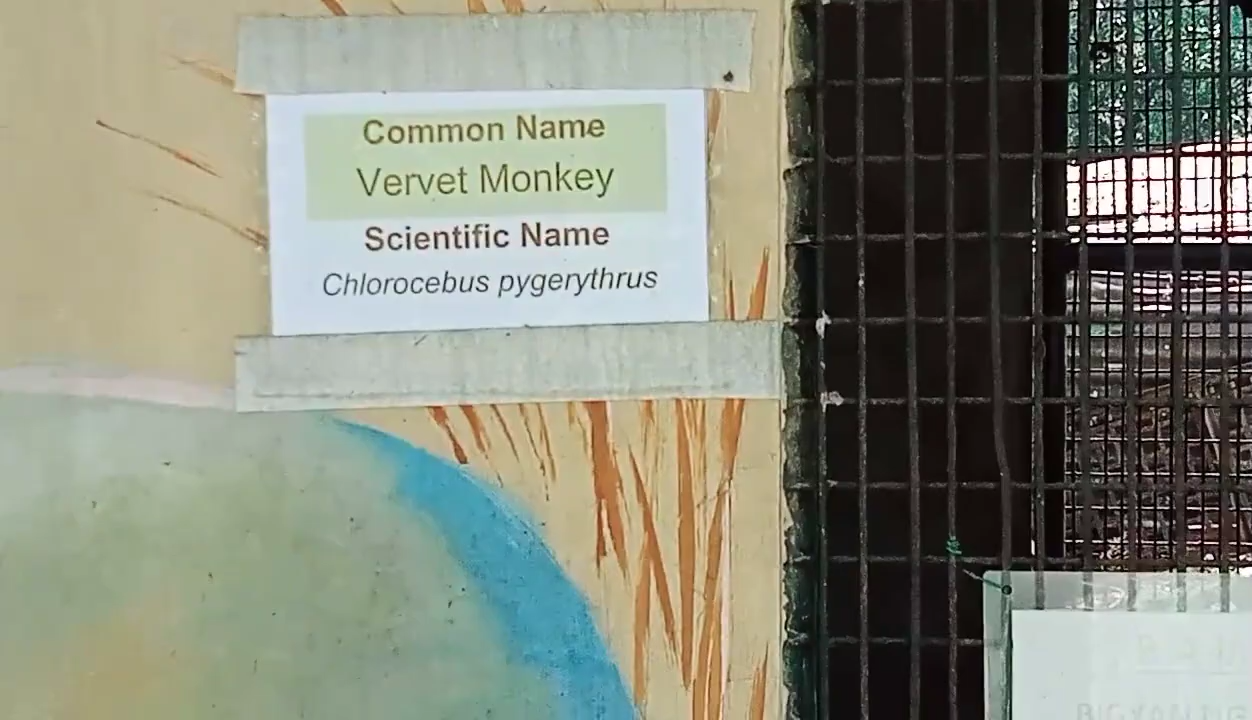 Common Name
Vervet Monkey
Scientific Name
Chlorocebus pygerythrus